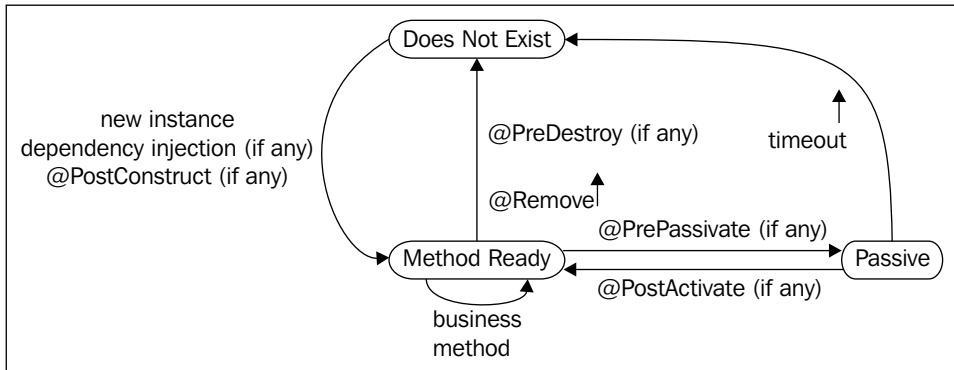 Does Not Exist
new instance
dependency injection (if any)
@PostConstruct (if any)
@PreDestroy (if any)
timeout
@Remove
@PrePassivate (if any)
Method Ready
Passive
@PostActivate (if any)
business
method